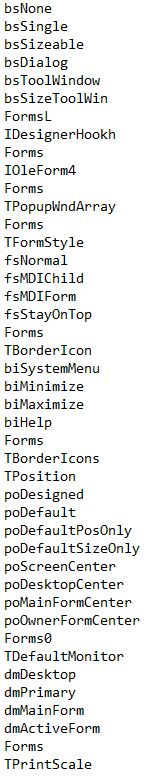 bsNone
bsSingle
bsSizeable
bsDialog
bsToolWindow
bsSizeToolWin
FormsL
IDesignerHookh
Forms
IOleForm4
Forms
TPopupWndArray
Forms
TFormStyle
fsNormal
fsMDIChild
fsMDIForm
fsStayOnTop
Forms
TBorderIcon
biSystemMenu
biMinimize
biMaximize
biHelp
Forms
TBorderIcons
TPosition
poDesigned
poDefault
poDefaultPosOnly
poDefaultSizeOnly
poScreenCenter
poDesktopCenter
poMainFormCenter
poOwnerFormCenter
Forms0
TDefaultMonitor
dmDesktop
dmPrimary
dmMainForm
dmActiveForm
Forms
TPrintScale